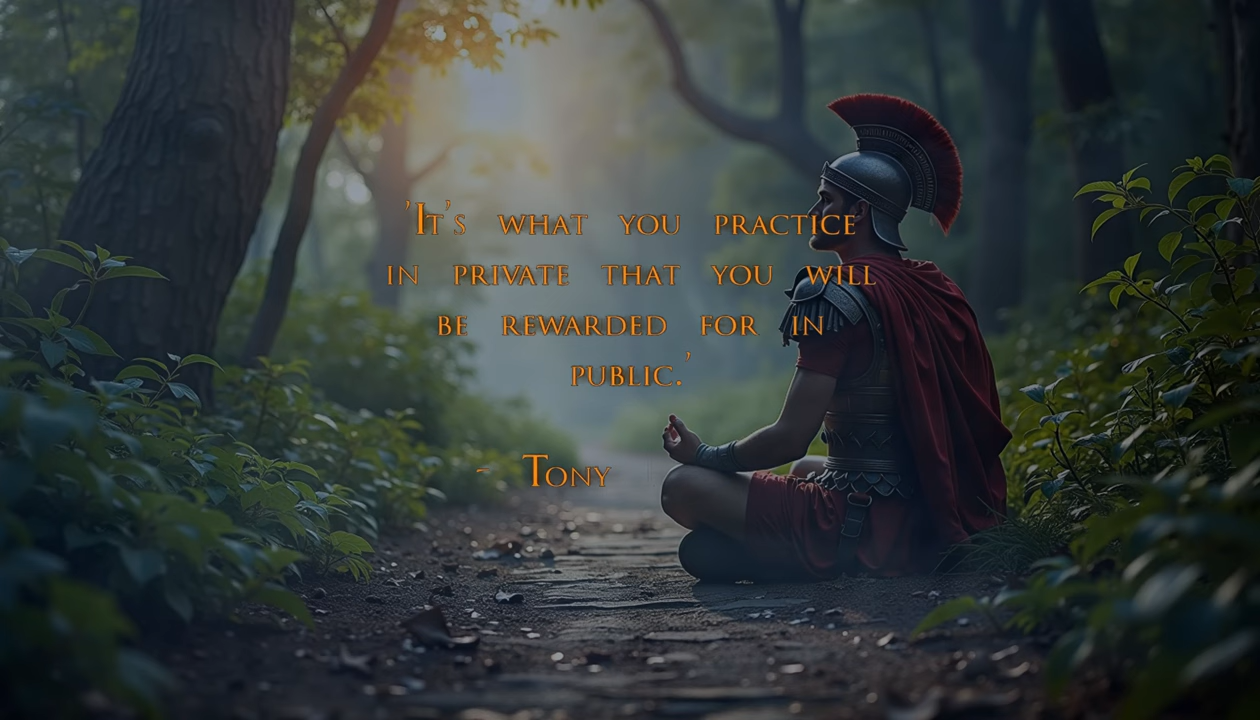 'It's what you practice
in private that you will
be rewarded for in
public.'
- Tony